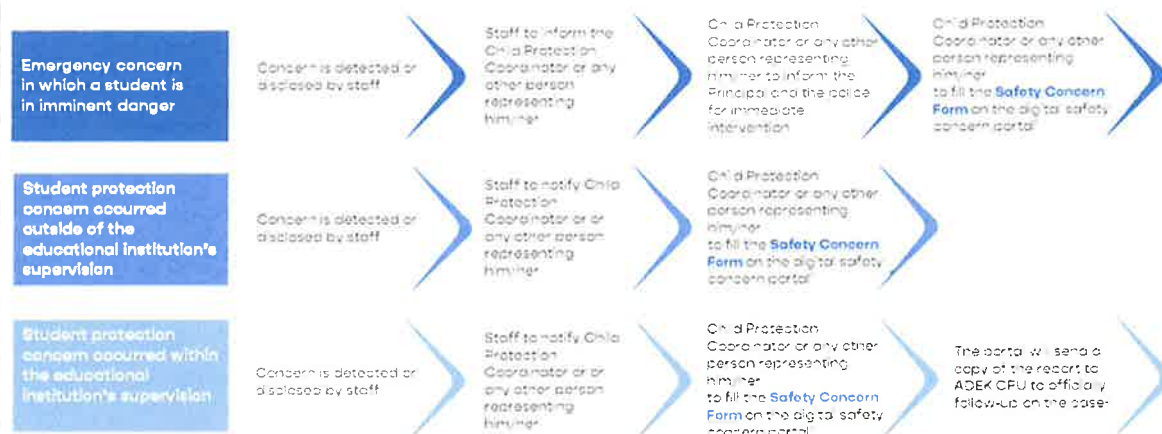 Emergency concern
in which a student is
in imminent danger
Concern is detected or
disclosed by staff
Staff to inform the
Child Protection
Coordinator or any
other person
representing
him/her
Child Protection
Coordinator or any other
person representing
him/her to inform the
Principal and the police
for immediate
intervention
Child Protection
Coordinator or any other
person representing
him/her
to fill the Safety Concern
Form on the digital safety
concern portal
Student protection
concern occurred
outside of the
educational institution's
supervision
Concern is detected or
disclosed by staff
Staff to notify Child
Protection
Coordinator or or
any other person
representing
him/her
Child Protection
Coordinator or any other
person representing
him/her
to fill the Safety Concern
Form on the digital safety
concern portal
Student protection
concern occurred within
the educational
institution's supervision
Concern is detected or
disclosed by staff
Staff to notify Child
Protection
Coordinator or or
any other person
representing
him/her
Child Protection
Coordinator or any other
person representing
him/her
to fill the Safety Concern
Form on the digital safety
concern portal
The portal will send a
copy of the report to
ADEK CPU to officially
follow-up on the case